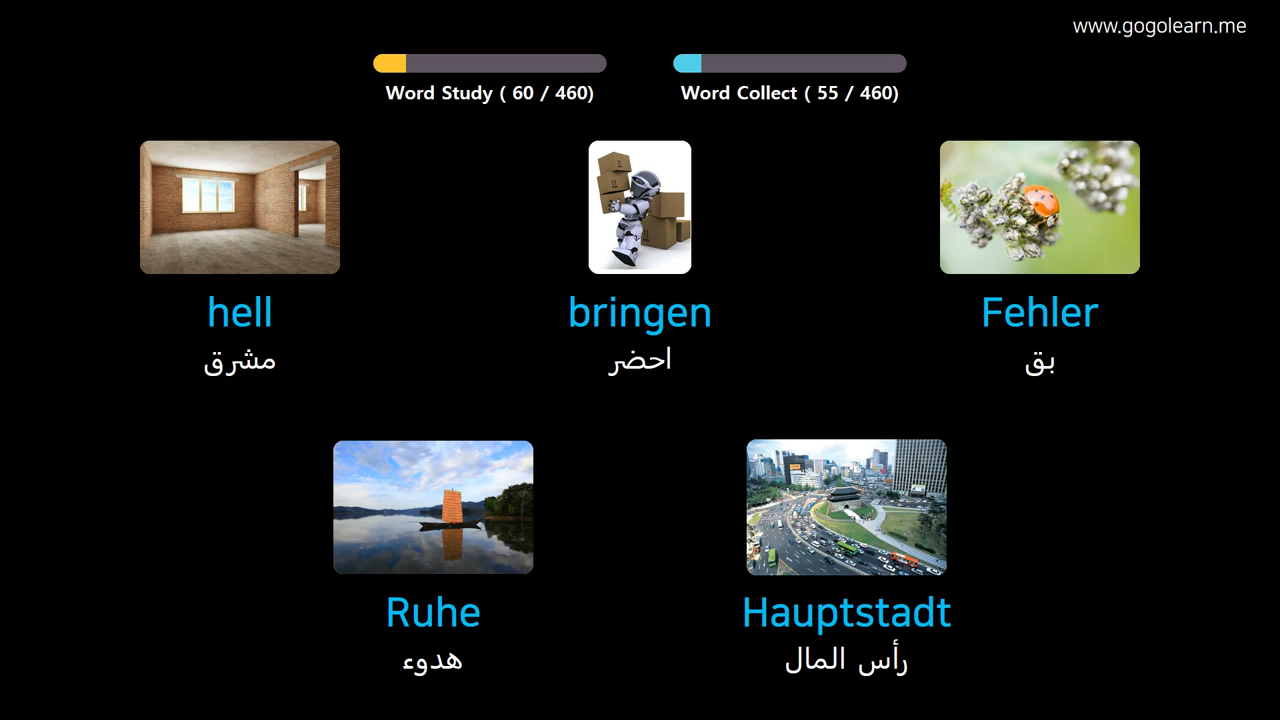 www.gogolearn.me
Word Study ( 60 / 460)
Word Collect ( 55 / 460)
hell
مشرق
bringen
احضر
Fehler
بق
Ruhe
هدوء
Hauptstadt
رأس المال